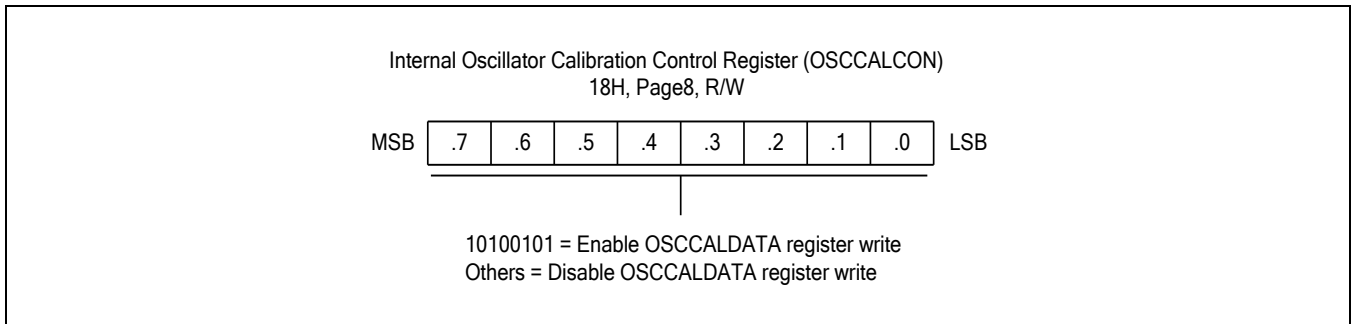 Internal Oscillator Calibration Control Register (OSCCALCON)
18H, Page8, R/W
MSB .7 .6 .5 .4 .3 .2 .1 .0 LSB
10100101 = Enable OSCCALDATA register write
Others = Disable OSCCALDATA register write